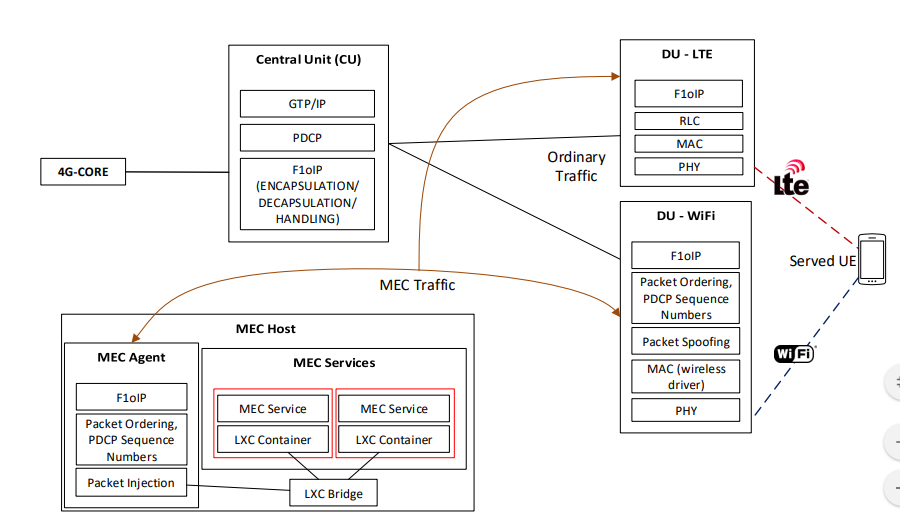 Central Unit (CU)
GTP/IP
PDCP
F1oIP
(ENCAPSULATION/
DECAPSULATION/
HANDLING)
4G-CORE
DU - LTE
F1oIP
RLC
MAC
PHY
Ordinary
Traffic
Lte
DU - WiFi
F1oIP
Packet Ordering,
PDCP Sequence
Numbers
Packet Spoofing
MAC (wireless
driver)
PHY
Served UE
WiFi
MEC Traffic
MEC Host
MEC Agent
F1oIP
Packet Ordering,
PDCP Sequence
Numbers
Packet Injection
MEC Services
MEC Service
LXC Container
MEC Service
LXC Container
LXC Bridge